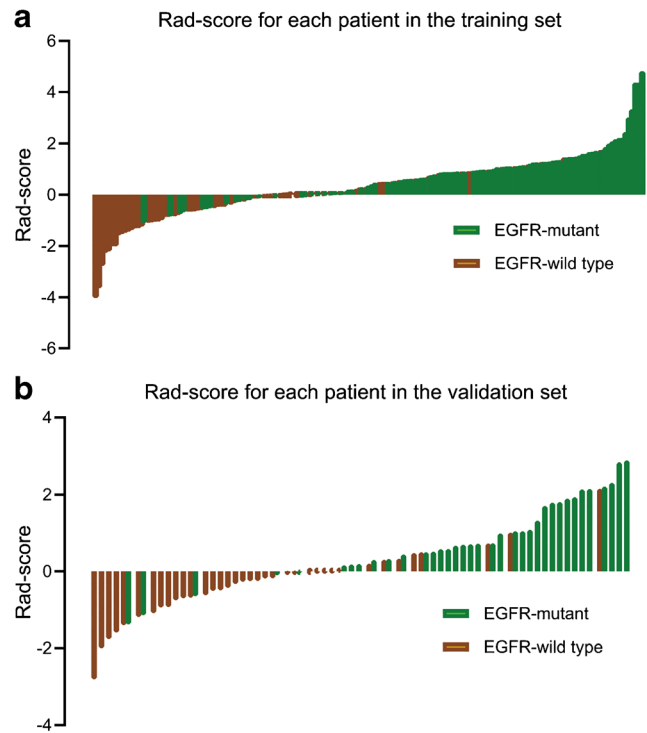 a
Rad-score for each patient in the training set
6
4
2
0
-2
-4
-6
Rad-score
EGFR-mutant
EGFR-wild type
b
Rad-score for each patient in the validation set
4
2
0
-2
-4
Rad-score
EGFR-mutant
EGFR-wild type